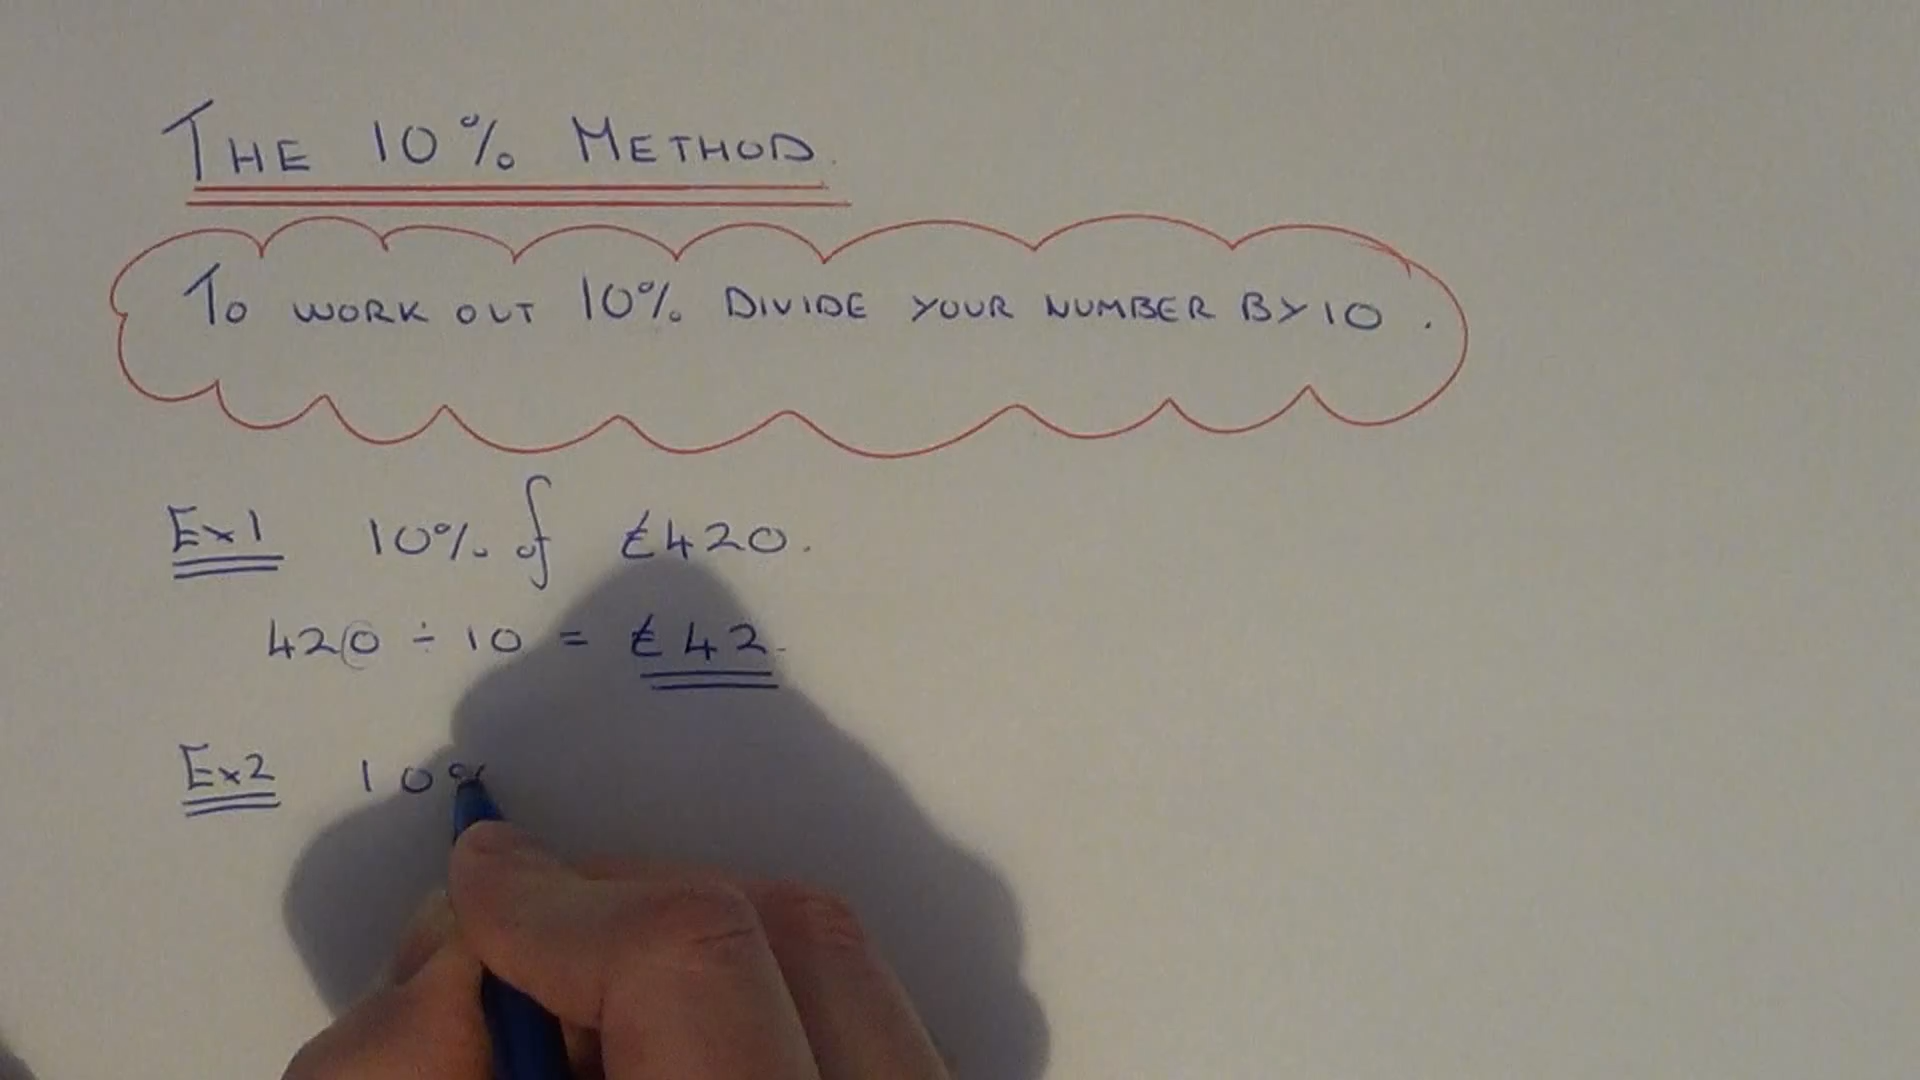 THE 10% METHOD.
TO WORK OUT 10% DIVIDE YOUR NUMBER BY 10.
Ex1 10% of £420.
420 ÷ 10 = £42.
Ex2 10%